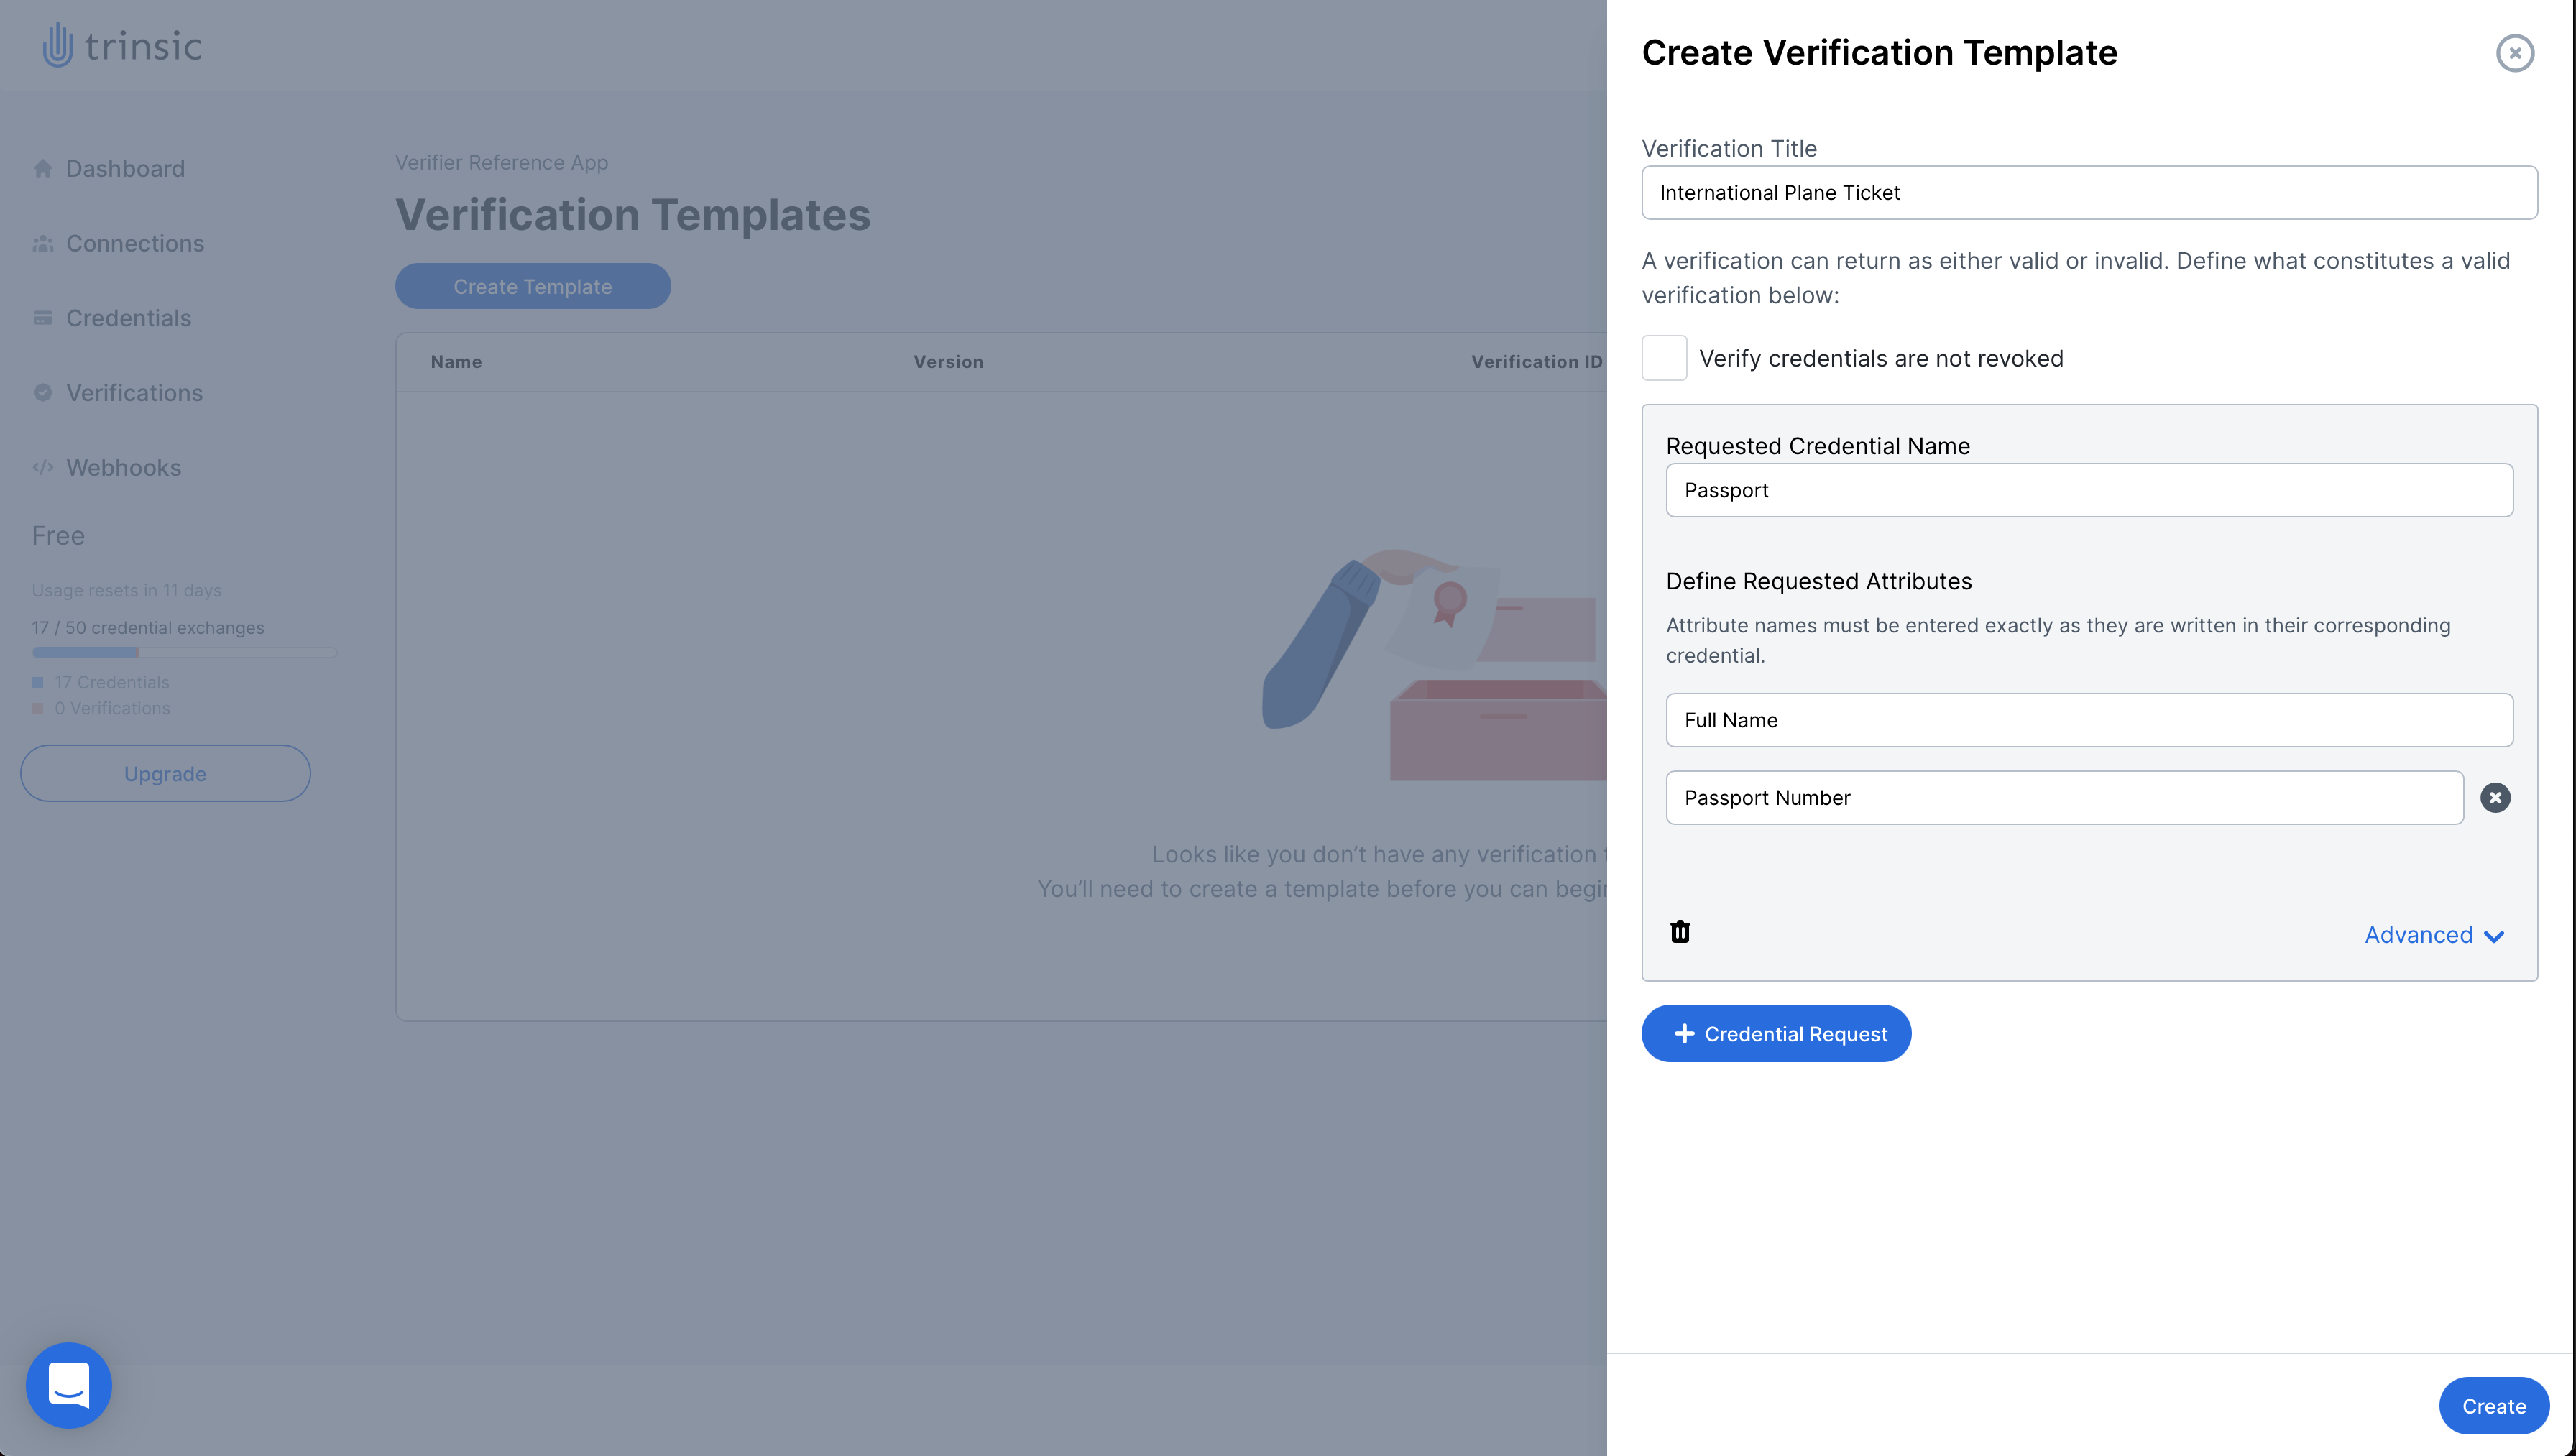 trinsic
Dashboard
Connections
Credentials
Verifications
Webhooks
Free
Usage resets in 11 days
17 / 50 credential exchanges
17 Credentials
0 Verifications
Upgrade
Verifier Reference App
Verification Templates
Create Template
Name Version Verification ID
Looks like you don't have any verification
You'll need to create a template before you can
Create Verification Template
Verification Title
International Plane Ticket
A verification can return as either valid or invalid. Define what constitutes a valid
verification below:
Verify credentials are not revoked
Requested Credential Name
Passport
Define Requested Attributes
Attribute names must be entered exactly as they are written in their corresponding
credential.
Full Name
Passport Number
Advanced
Credential Request
Create